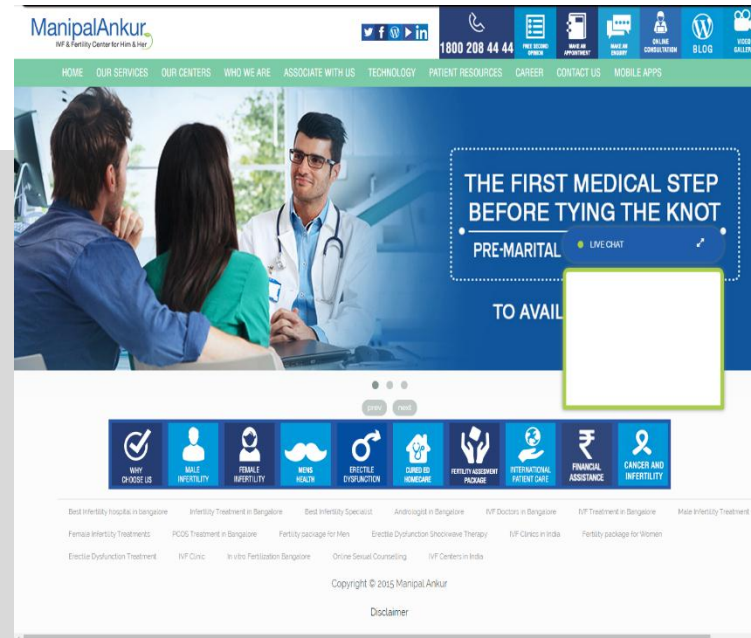 ManipalAnkur
IVF & Fertility Center for Him & Her
1800 208 44 44
FREE SECOND OPINION
MAKE AN APPOINTMENT
MAKE AN ENQUIRY
ONLINE CONSULTATION
BLOG
VIDEO GALLER
HOME OUR SERVICES OUR CENTERS WHO WE ARE ASSOCIATE WITH US TECHNOLOGY PATIENT RESOURCES CAREER CONTACT US MOBILE APPS
THE FIRST MEDICAL STEP
BEFORE TYING THE KNOT
PRE-MARITAL
LIVE CHAT
TO AVAIL
prev next
WHY CHOOSE US
MALE INFERTILITY
FEMALE INFERTILITY
MENS HEALTH
ERECTILE DYSFUNCTION
CURED ED HOMECARE
FERTILITY ASSEDMENT PACKAGE
INTERNATIONAL PATIENT CARE
FINANCIAL ASSISTANCE
CANCER AND INFERTILITY
Best Infertility hospital in bangalore Infertility Treatment in Bangalore Best Infertility Specialist Andrologist in Bangalore IVF Doctors in Bangalore IVF Treatment in Bangalore Male Infertility Treatment
Female Infertility Treatments PCOS Treatment in Bangalore Fertility package for Men Erectile Dysfunction Shockwave Therapy IVF Clinics in India Fertility package for Women
Erectile Dysfunction Treatment IVF Clinic In vitro Fertilization Bangalore Online Sexual Counselling IVF Centers in India
Copyright © 2015 Manipal Ankur
Disclaimer